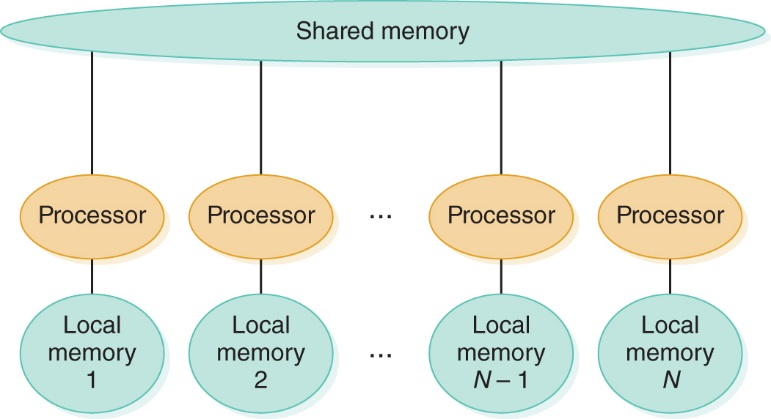 Shared memory
Processor
Processor
...
Processor
Processor
Local
memory
1
Local
memory
2
...
Local
memory
N – 1
Local
memory
N